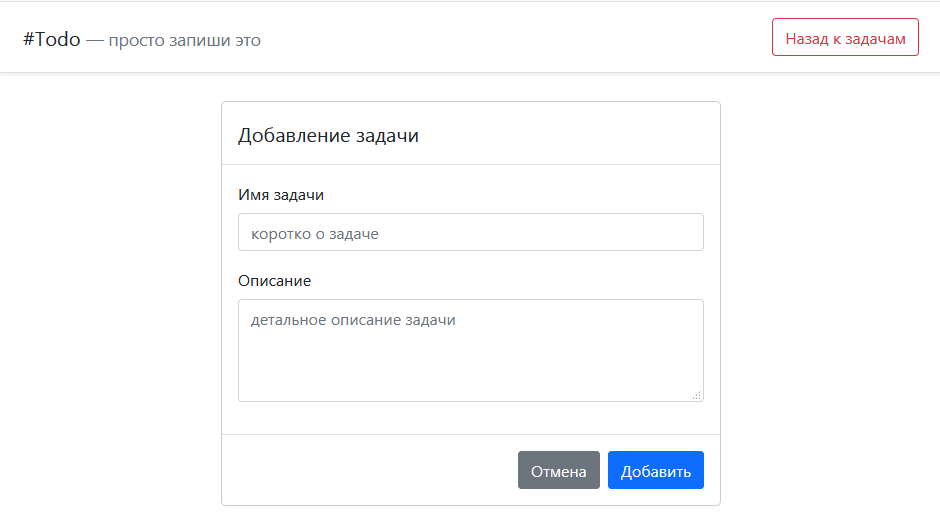 #Todo — просто запиши это
Назад к задачам
Добавление задачи
Имя задачи
коротко о задаче
Описание
детальное описание задачи
Отмена
Добавить